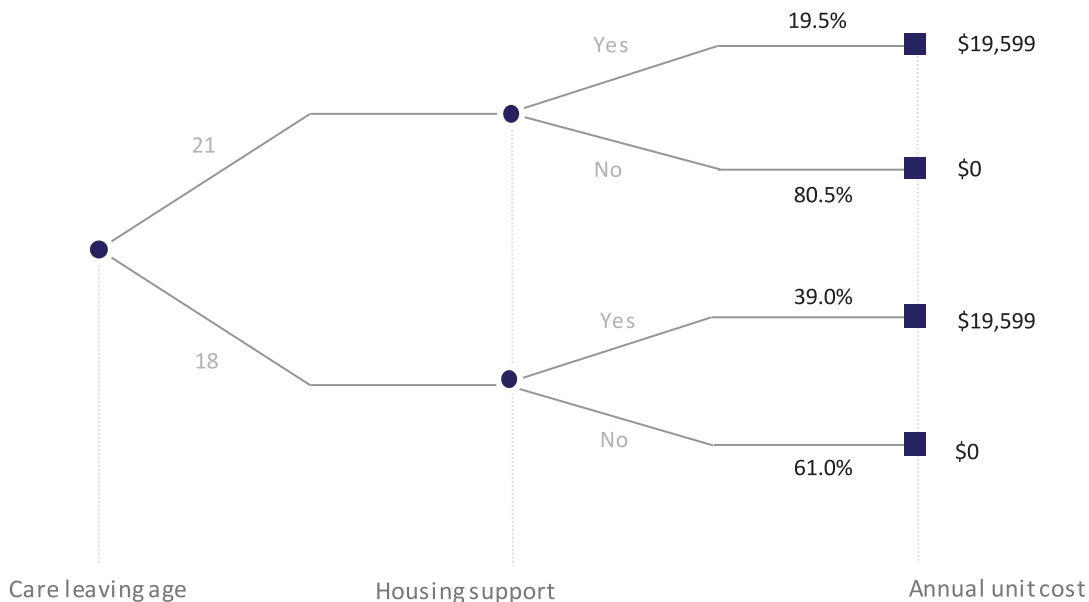 19.5%
Yes
$19,599
21
No
$0
80.5%
39.0%
Yes
$19,599
18
No
$0
61.0%
Care leaving age
Housing support
Annual unit cost